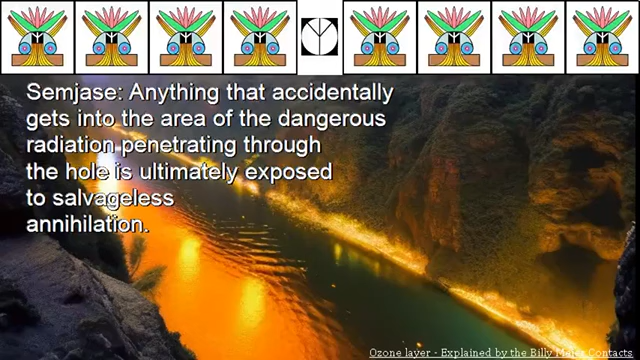 Semjase: Anything that accidentally
gets into the area of the dangerous
radiation penetrating through
the hole is ultimately exposed
to salvageless
annihilation.
Ozone layer - Explained by the Billy Meier Contacts